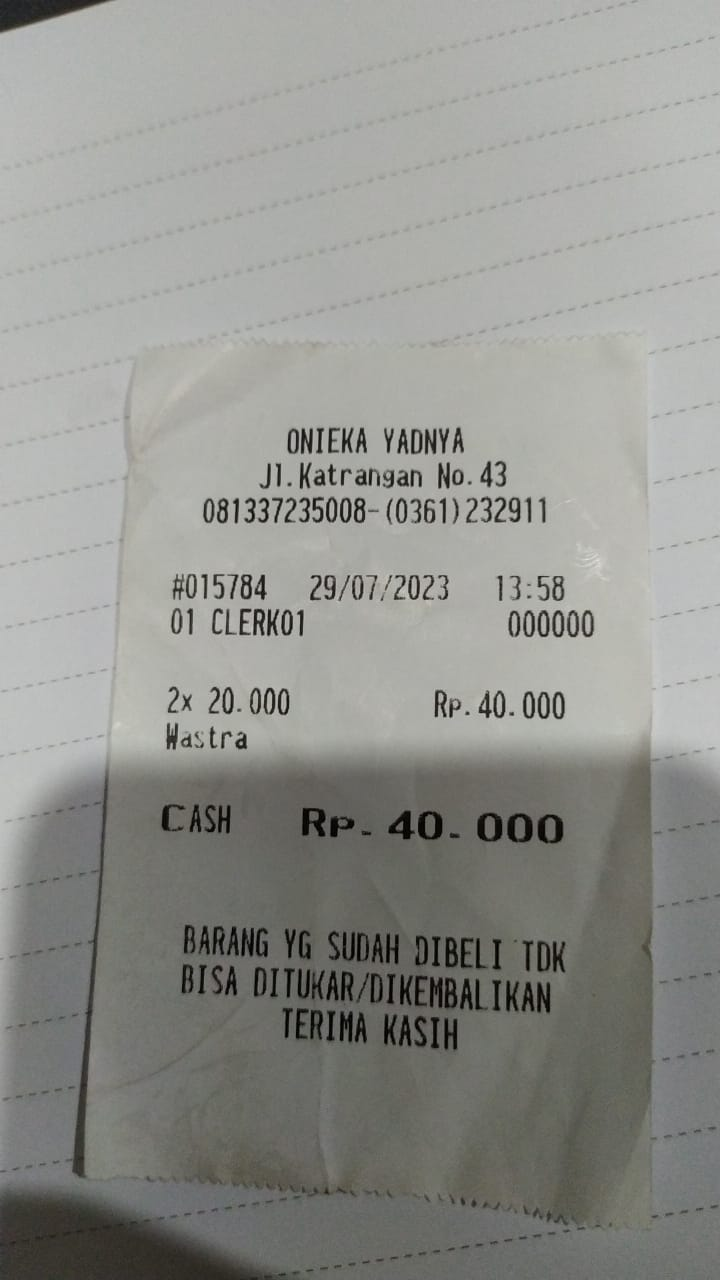 ONIEKA YADNYA
Jl.Katrangan No.43
081337235008-(0361)232911
#015784 29/07/2023 13:58
01 CLERK01 000000
2x 20.000 Rp.40.000
Wastra
CASH Rp.40.000
BARANG YG SUDAH DIBELI TDK
BISA DITUKAR/DIKEMBALIKAN
TERIMA KASIH